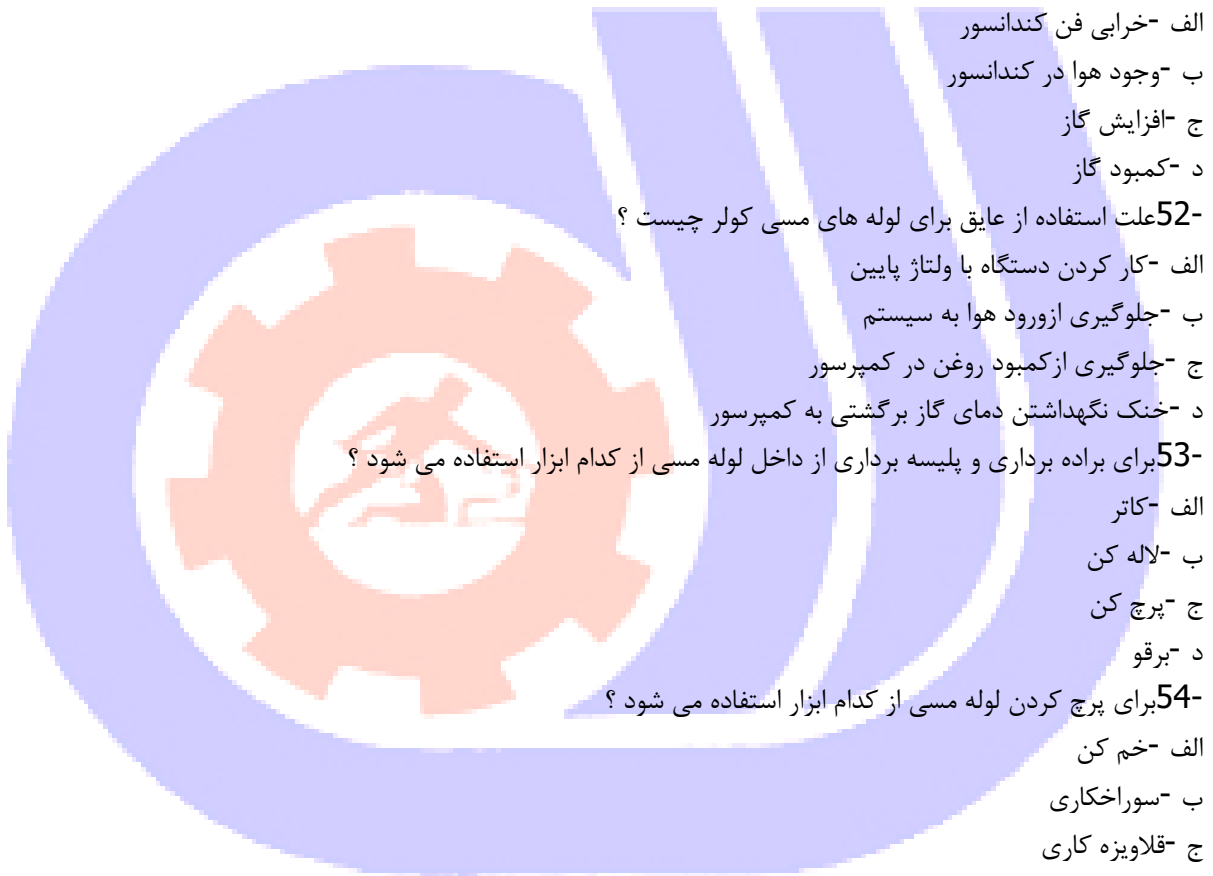 الف -خرابی فن کندانسور
ب -وجود هوا در کندانسور
ج -افزایش گاز
د -کمبود گاز
52-علت استفاده از عایق برای لوله های مسی کولر چیست ؟
الف -کار کردن دستگاه با ولتاژ پایین
ب -جلوگیری ازورود هوا به سیستم
ج -جلوگیری ازکمبود روغن در کمپرسور
د -خنک نگهداشتن دمای گاز برگشتی به کمپرسور
53-برای براده برداری و پلیسه برداری از داخل لوله مسی از کدام ابزار استفاده می شود ؟
الف -کاتر
ب -لاله کن
ج -پرچ کن
د -برقو
54-برای پرچ کردن لوله مسی از کدام ابزار استفاده می شود ؟
الف -خم کن
ب -سوراخکاری
ج -قلاویزه کاری